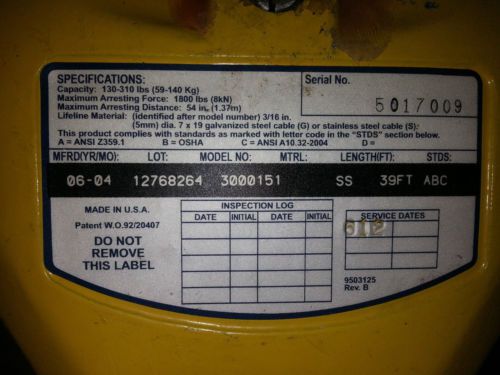 SPECIFICATIONS:
Capacity: 130-310 lbs (59-140 Kg)
Maximum Arresting Force: 1800 lbs (8kN)
Maximum Arresting Distance: 54 in. (1.37m)
Lifeline Material: (identified after model number) 3/16 in.
(5mm) dia. 7 x 19 galvanized steel cable (G) or stainless steel cable (S):
This product complies with standards as marked with letter code in the "STDS" section below.
A = ANSI Z359.1 B = OSHA C = ANSI A10.32-2004 D =
Serial No.
5017009
MFRD(YR/MO): LOT: MODEL NO.: MTRL: LENGTH(FT): STDS:
06-04 12768264 3000151 SS 39FT ABC
MADE IN U.S.A.
Patent W.O.92/20407
DO NOT
REMOVE
THIS LABEL
INSPECTION LOG
DATE INITIAL DATE INITIAL
SERVICE DATES
9503125
Rev. B